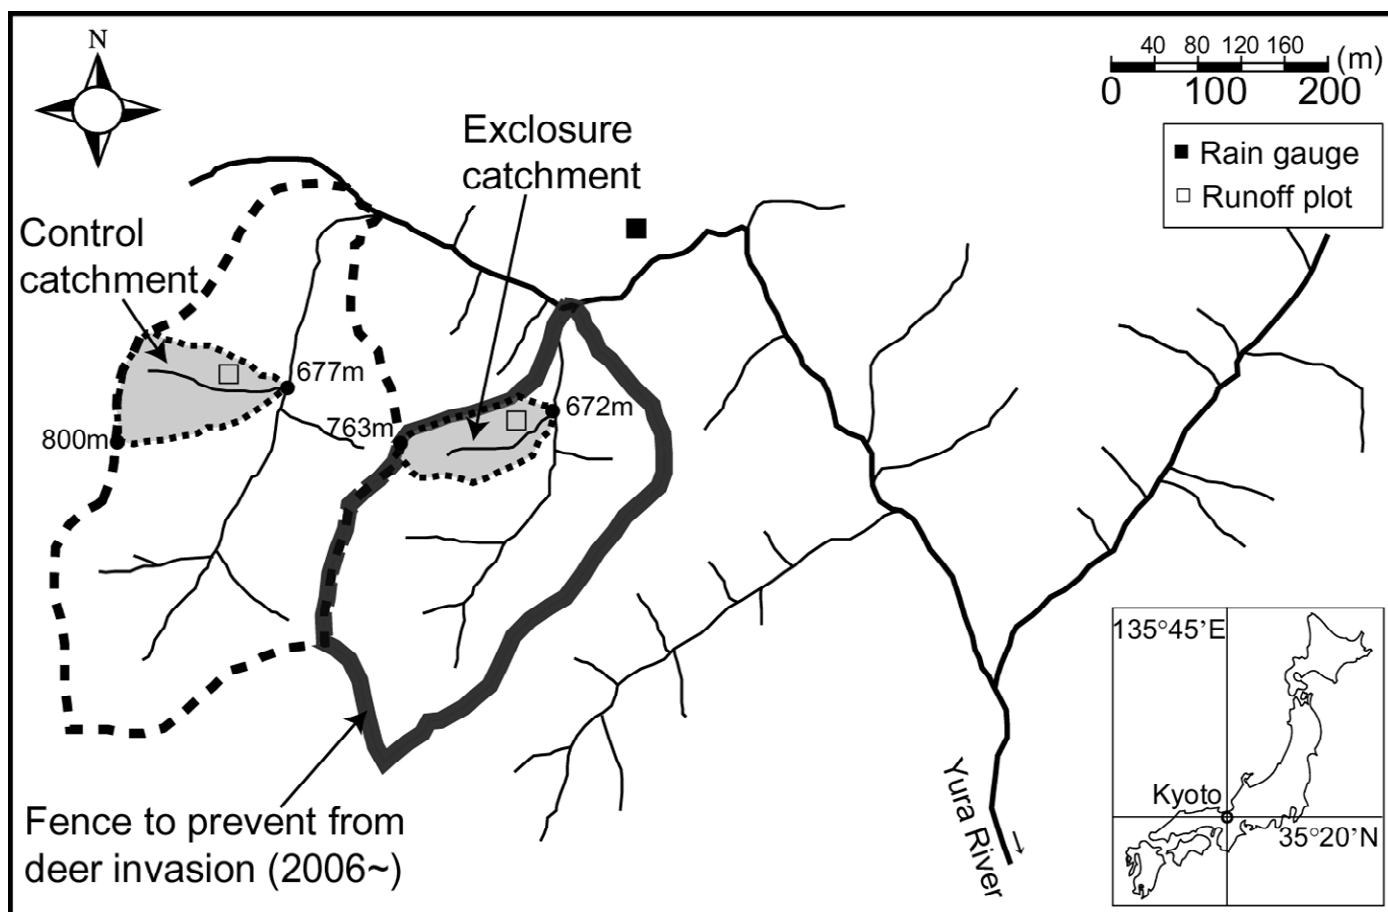 N
40 80 120 160
(m)
0 100 200
Rain gauge
Runoff plot
Exclosure
catchment
Control
catchment
677m
672m
763m
800m
135°45'E
Kyoto
35°20'N
Yura River
Fence to prevent from
deer invasion (2006~)